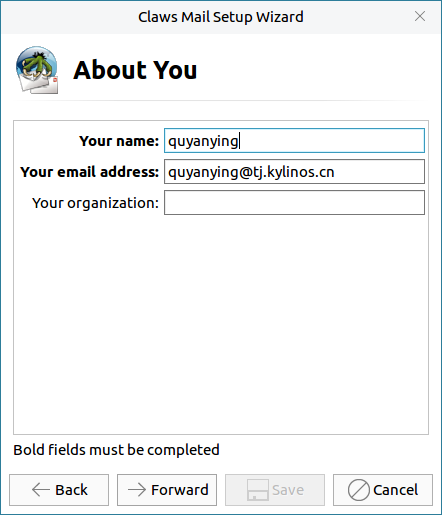 Claws Mail Setup Wizard
About You
Your name: quyanying
Your email address: quyanying@tj.kylinos.cn
Your organization:
Bold fields must be completed
Back Forward Save Cancel